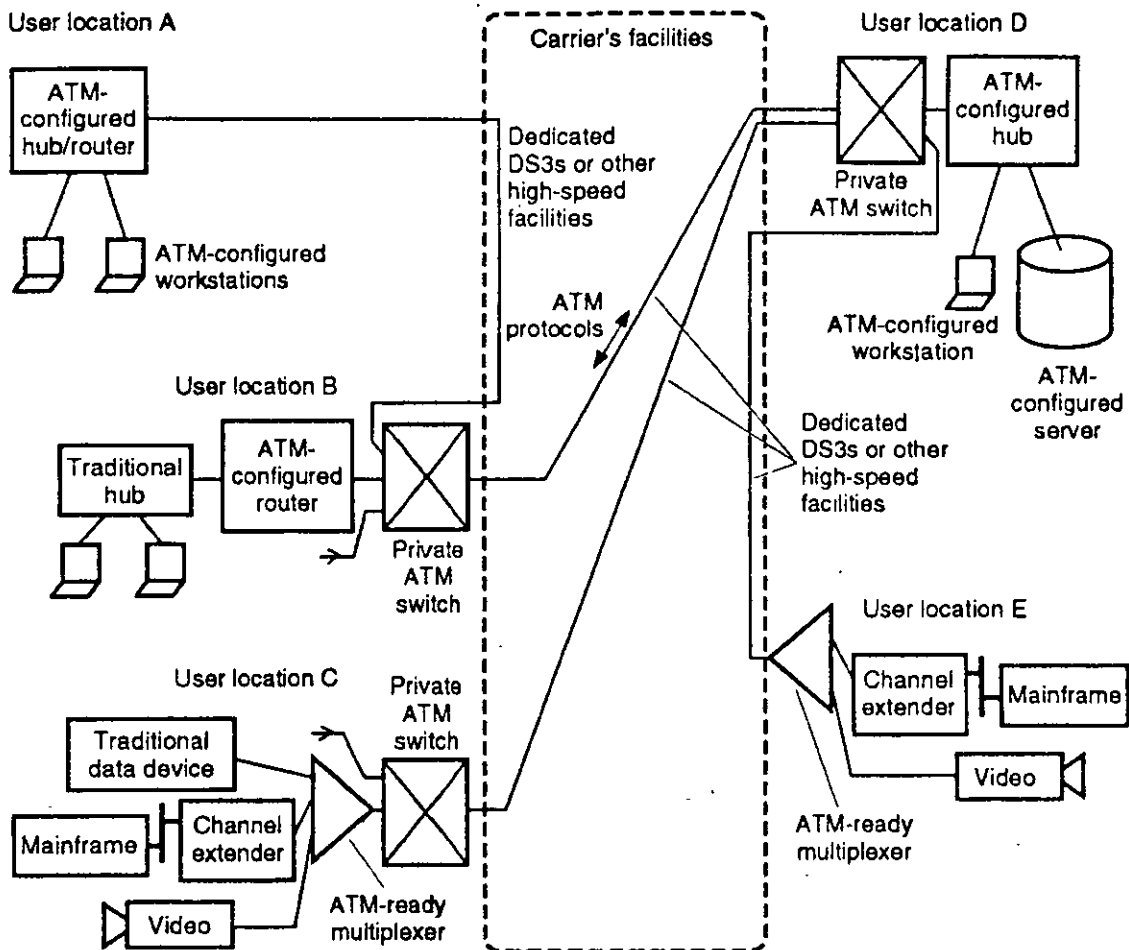 User location A
ATM-
configured
hub/router
ATM-configured
workstations
Carrier's facilities
Dedicated
DS3s or other
high-speed
facilities
User location D
ATM-
configured
hub
Private
ATM switch
ATM-configured
workstation
ATM-
configured
server
ATM
protocols
User location B
Traditional
hub
ATM-
configured
router
Private
ATM
switch
Dedicated
DS3s or other
high-speed
facilities
User location C
Private
ATM
switch
Traditional
data device
Mainframe
Channel
extender
Video
ATM-ready
multiplexer
User location E
Channel
extender
Mainframe
Video
ATM-ready
multiplexer